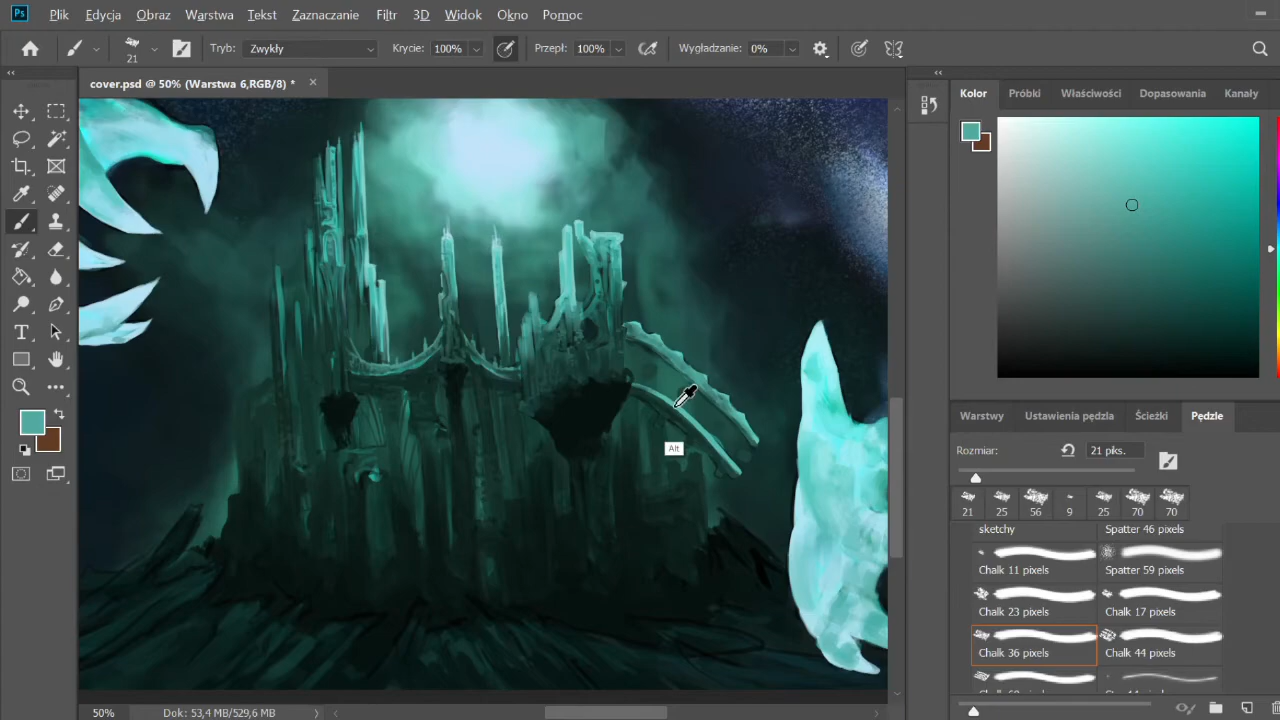 Ps Plik Edycja Obraz Warstwa Tekst Zaznaczanie Filtr 3D Widok Okno Pomoc
21 Tryb: Zwykły Krycie: 100% Przepł: 100% Wygładzanie: 0%
cover.psd @ 50% (Warstwa 6,RGB/8) *
Kolor Próbki Właściwości Dopasowania Kanały
Alt
Warstwy Ustawienia pędzla Ścieżki Pędzle
Rozmiar: 21 piks.
21 25 56 9 25 70 70
sketchy Spatter 46 pixels
Chalk 11 pixels Spatter 59 pixels
Chalk 23 pixels Chalk 17 pixels
Chalk 36 pixels Chalk 44 pixels
50% Dok: 53,4 MB/529,6 MB